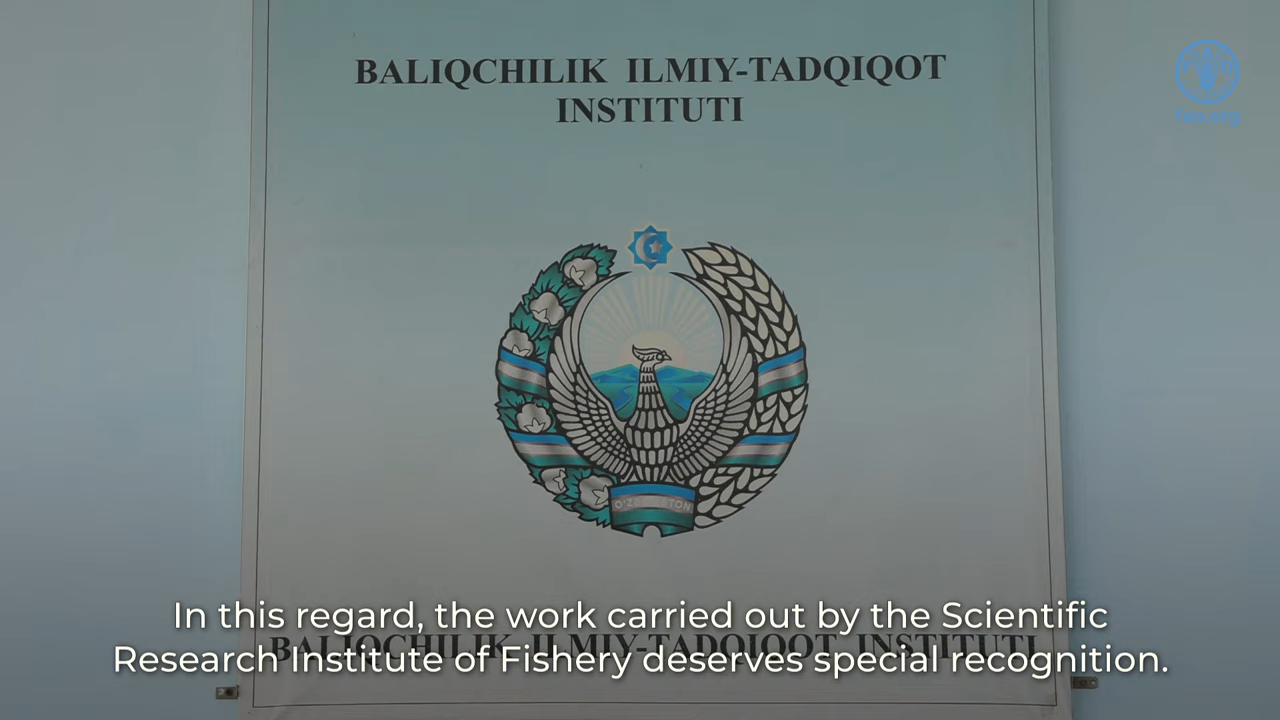 BALIQCHILIK ILMIY-TADQIQOT
INSTITUTI
fao.org
O'ZBEKISTON
In this regard, the work carried out by the Scientific
BALIQCHILIK ILMIY-TADQIQOT INSTITUTI
Research Institute of Fishery deserves special recognition.